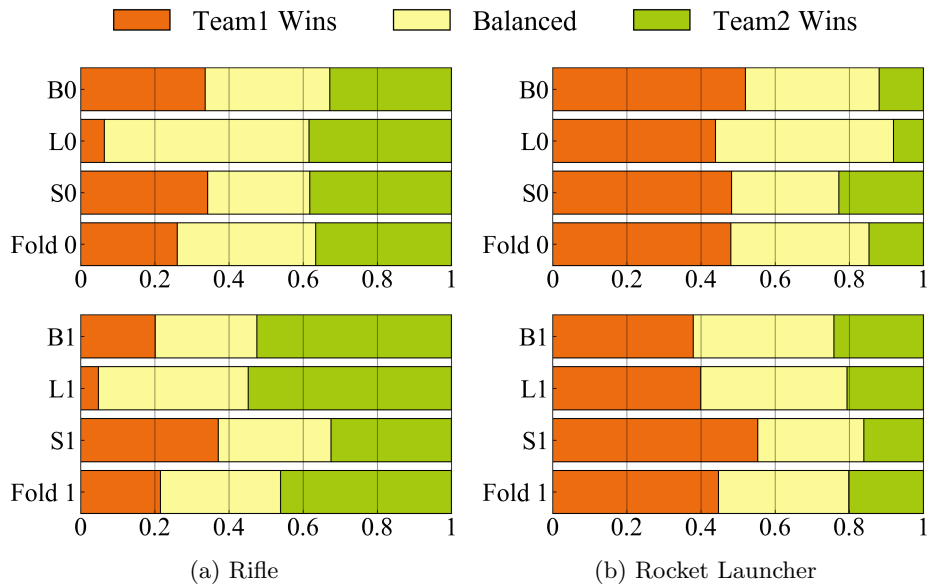 Team1 Wins Balanced Team2 Wins
B0
L0
S0
Fold 0
0 0.2 0.4 0.6 0.8 1
0 0.2 0.4 0.6 0.8 1
B0
L0
S0
Fold 0
B1
L1
S1
Fold 1
0 0.2 0.4 0.6 0.8 1
B1
L1
S1
Fold 1
0 0.2 0.4 0.6 0.8 1
(a) Rifle
(b) Rocket Launcher